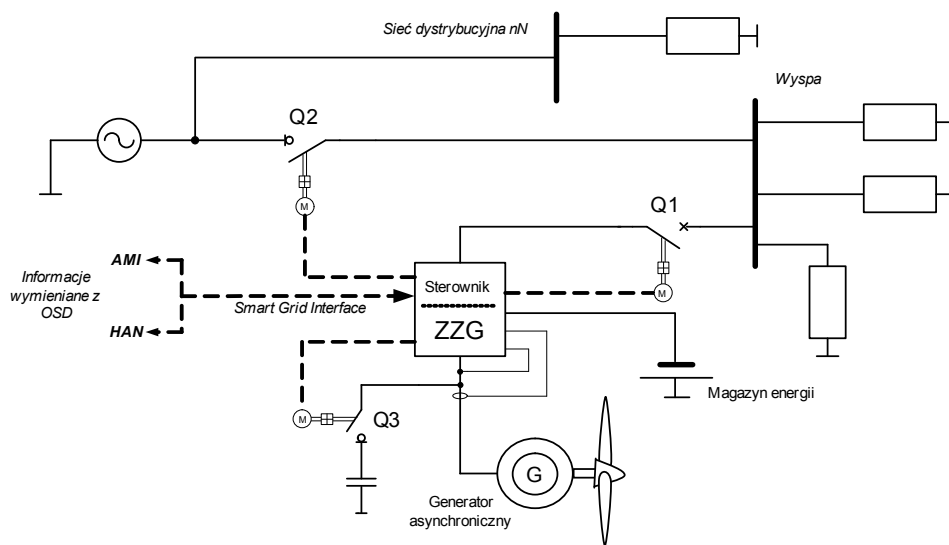 Sieć dystrybucyjna nN
Wyspa
Q2
M
Q1
M
AMI
Informacje
wymieniane z
OSD
HAN
Smart Grid Interface
Sterownik
ZZG
Magazyn energii
M
Q3
G
Generator
asynchroniczny